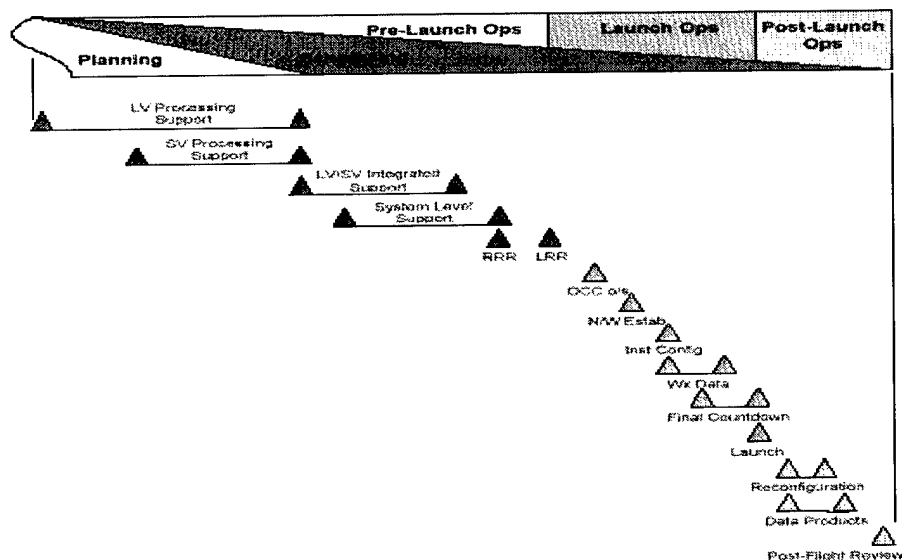 Pre-Launch Ops
Launch Ops
Post-Launch
Ops
Planning
LV Processing
Support
SV Processing
Support
LV/SV Integrated
Support
System Level
Support
RRR
LRR
OCC o/s
N/W Estab
Inst Config
Wx Data
Final Countdown
Launch
Reconfiguration
Data Products
Post-Flight Review